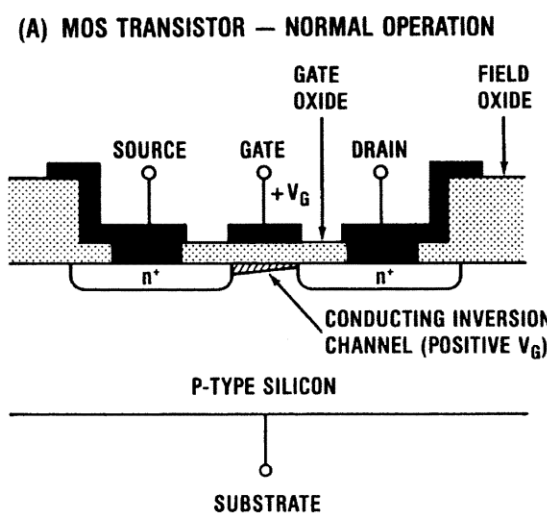 (A) MOS TRANSISTOR — NORMAL OPERATION
GATE
OXIDE
FIELD
OXIDE
SOURCE
GATE
DRAIN
+VG
n+
n+
CONDUCTING INVERSION
CHANNEL (POSITIVE VG)
P-TYPE SILICON
SUBSTRATE